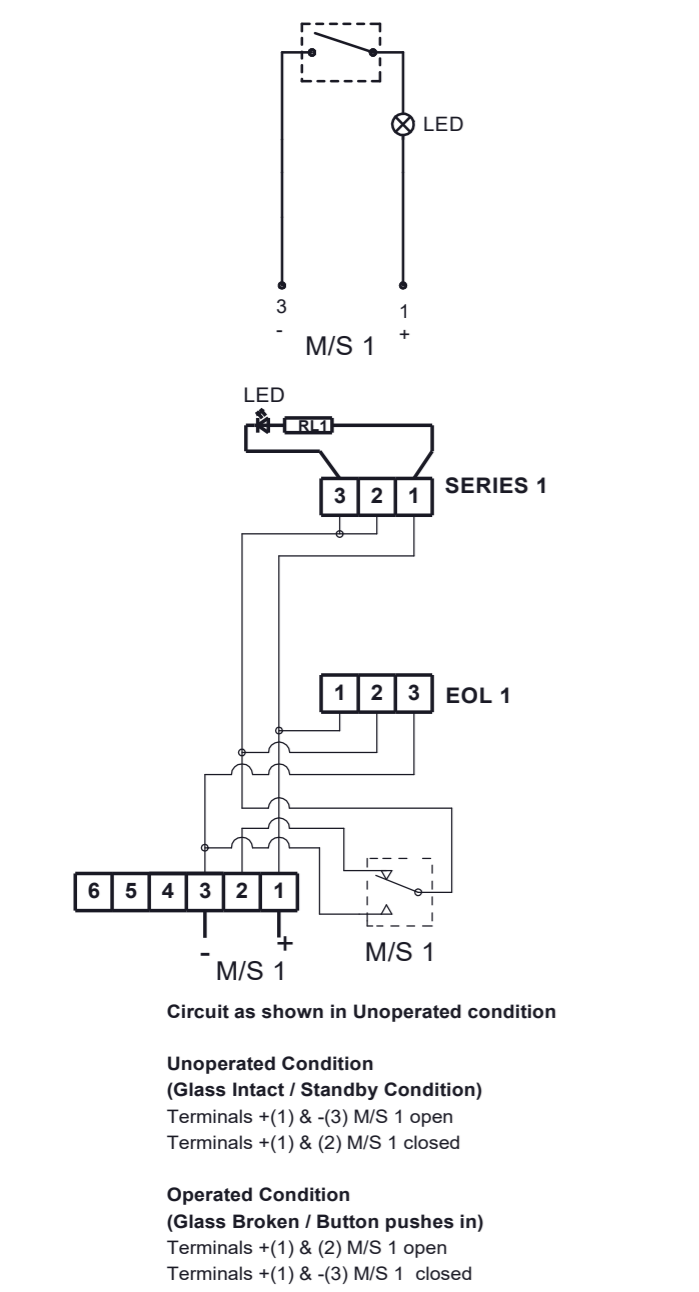 LED
3
1
-
+
M/S 1
LED
RL1
3 2 1
SERIES 1
1 2 3
EOL 1
6 5 4 3 2 1
- +
M/S 1
M/S 1
Circuit as shown in Unoperated condition
Unoperated Condition
(Glass Intact / Standby Condition)
Terminals +(1) & -(3) M/S 1 open
Terminals +(1) & (2) M/S 1 closed
Operated Condition
(Glass Broken / Button pushes in)
Terminals +(1) & (2) M/S 1 open
Terminals +(1) & -(3) M/S 1 closed